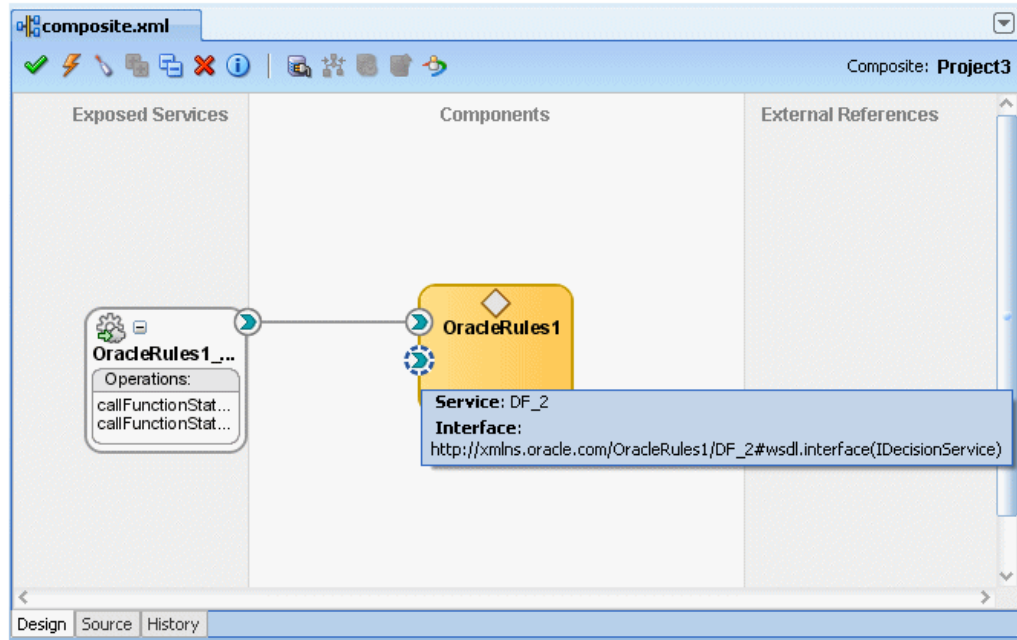 composite.xml
Composite: Project3
Exposed Services
Components
External References
OracleRules1_...
Operations:
callFunctionStat...
callFunctionStat...
OracleRules1
Service: DF_2
Interface:
http://xmlns.oracle.com/OracleRules1/DF_2#wsdl.interface(IDecisionService)
Design Source History